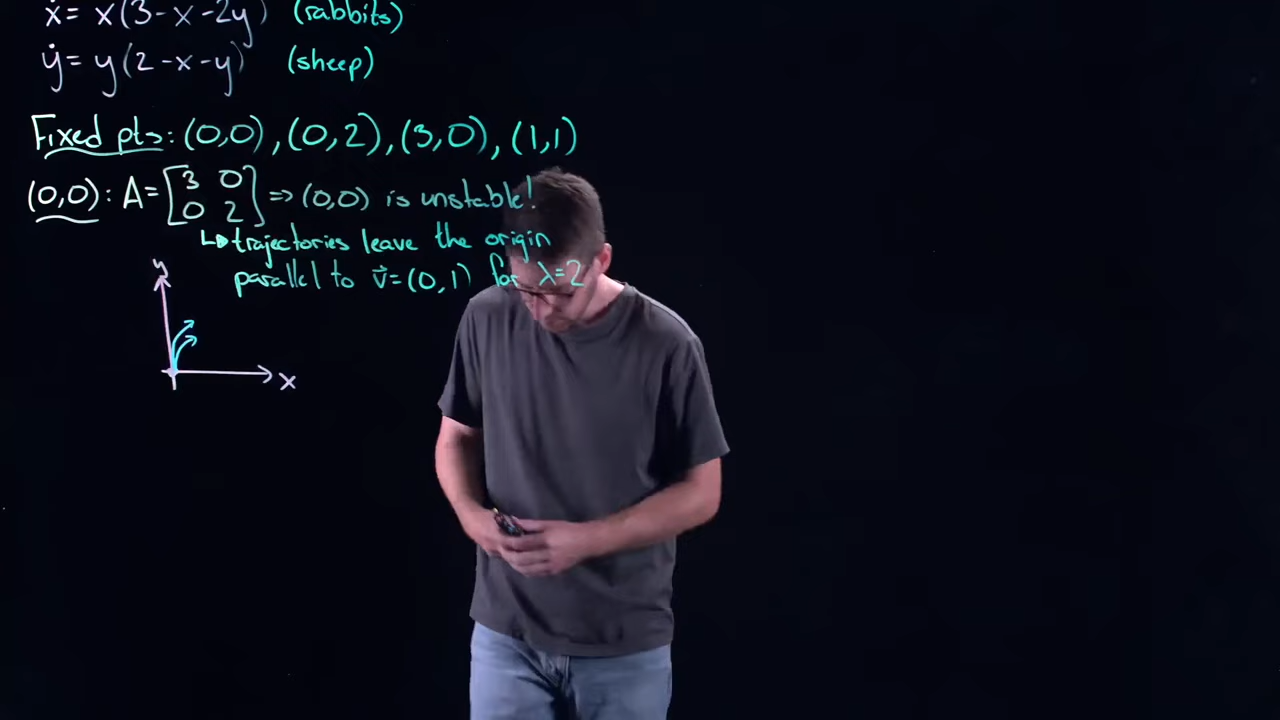 ẋ= x(3-x-2y) (rabbits)
ẏ= y(2-x-y) (sheep)
Fixed pts: (0,0), (0,2), (3,0), (1,1)
(0,0): A= [3 0
0 2] => (0,0) is unstable!
↳ trajectories leave the origin
parallel to v⃗=(0,1) for λ=2
y
x